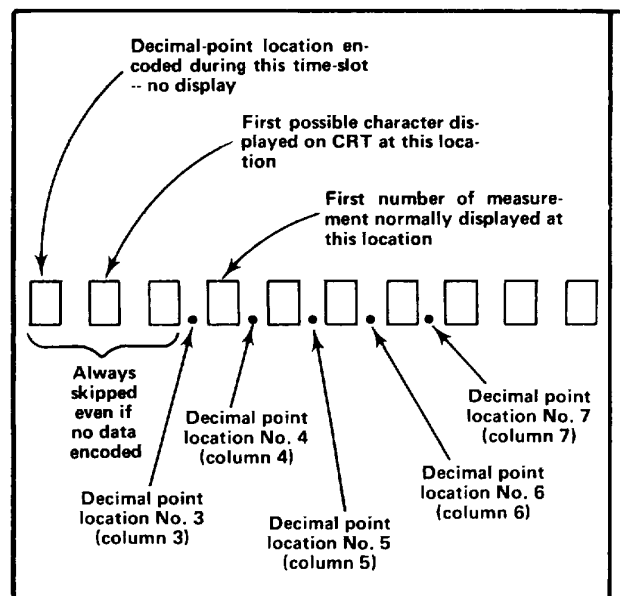 Decimal-point location en-
coded during this time-slot
-- no display
First possible character dis-
played on CRT at this loca-
tion
First number of measure-
ment normally displayed at
this location
Always
skipped
even if
no data
encoded
Decimal point
location No. 3
(column 3)
Decimal point
location No. 4
(column 4)
Decimal point
location No. 5
(column 5)
Decimal point
location No. 6
(column 6)
Decimal point
location No. 7
(column 7)